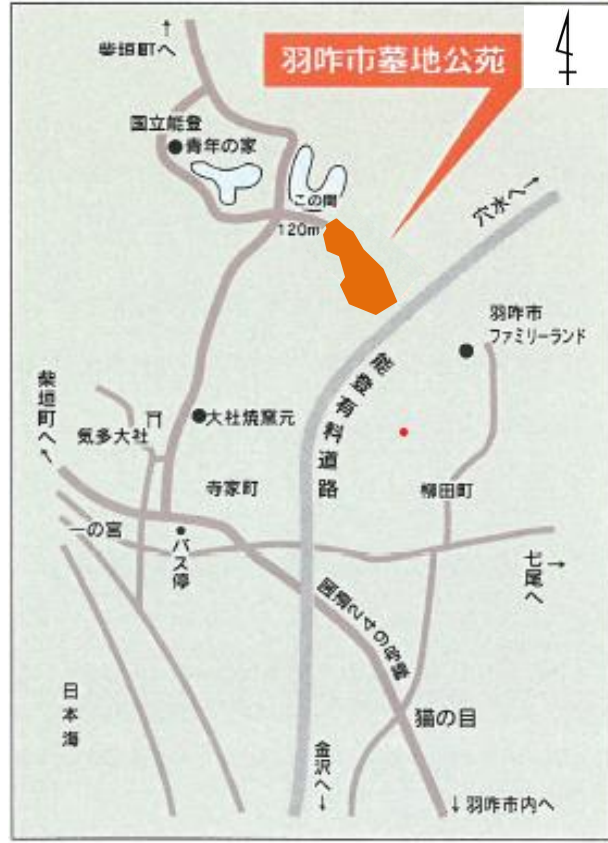 ↑
柴垣町へ
羽咋市墓地公苑
国立能登
青年の家
この間
120m
穴水へ→
羽咋市
ファミリーランド
能登有料道路
柴垣町へ←
気多大社
大社焼窯元
寺家町
柳田町
一の宮
バス停
七尾へ→
国道249号線
日本海
猫の目
金沢へ→
↓羽咋市内へ